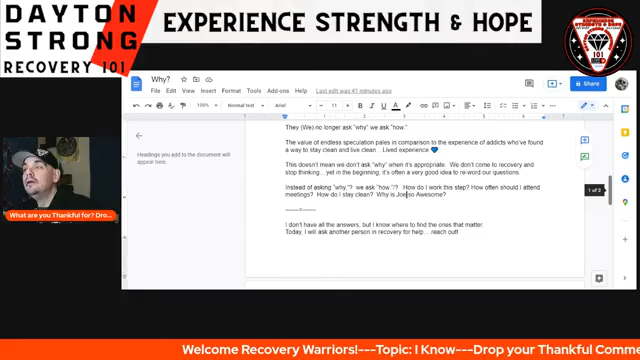 DAYTON
STRONG
RECOVERY 101
EXPERIENCE STRENGTH & HOPE
EXPERIENCE
STRENGTH & HOPE
101
Why?
File Edit View Insert Format Tools Add-ons Help
Last edit was 41 minutes ago
Share
100% Normal text Arial 11
Headings you add to the document will
appear here.
They (We) no longer ask "why" we ask "how."
The value of endless speculation pales in comparison to the experience of addicts who've found
a way to stay clean and live clean…Lived experience 💙
This doesn't mean we don't ask "why" when it's appropriate. We don't come to recovery and
stop thinking…yet in the beginning, it's often a very good idea to re-word our questions.
Instead of asking "why,"? we ask "how "/? How do I work this step? How often should I attend
meetings? How do I stay clean? Why is Joe so Awesome?
I don't have all the answers, but I know where to find the ones that matter.
Today, I will ask another person in recovery for help…reach out!
1 of 2
What are you Thankful for? Dro...
Welcome Recovery Warriors!---Topic: I Know---Drop your Thankful Comme